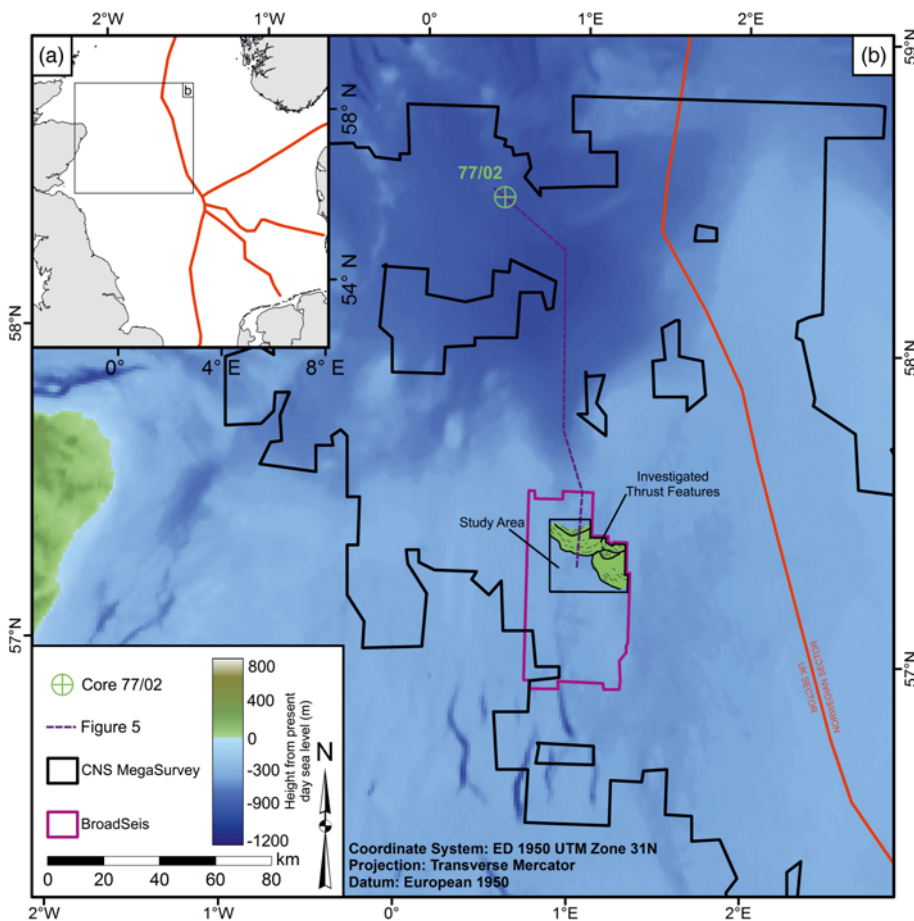 2°W
1°W
0°
1°E
2°E
(a)
(b)
b
59°N
58° N
77/02
54° N
58°N
58°N
0°
4° E
8° E
Investigated
Thrust Features
Study Area
57°N
57°N
NORWEGIAN SECTOR
UK SECTOR
Core 77/02
Figure 5
CNS MegaSurvey
BroadSeis
800
400
0
-300
-900
-1200
Height from present
day sea level (m)
N
km
0 20 40 60 80
Coordinate System: ED 1950 UTM Zone 31N
Projection: Transverse Mercator
Datum: European 1950
2°W
1°W
0°
1°E
2°E